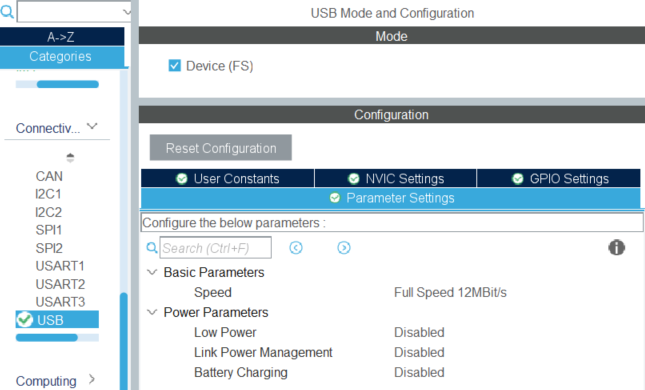 USB Mode and Configuration
A->Z
Mode
Categories
Device (FS)
Configuration
Connectiv...
Reset Configuration
CAN
User Constants
NVIC Settings
GPIO Settings
I2C1
Parameter Settings
I2C2
Configure the below parameters :
SPI1
SPI2
Search (Ctrl+F)
USART1
Basic Parameters
USART2
Speed
Full Speed 12MBit/s
USART3
Power Parameters
USB
Low Power
Disabled
Link Power Management
Disabled
Battery Charging
Disabled
Computing